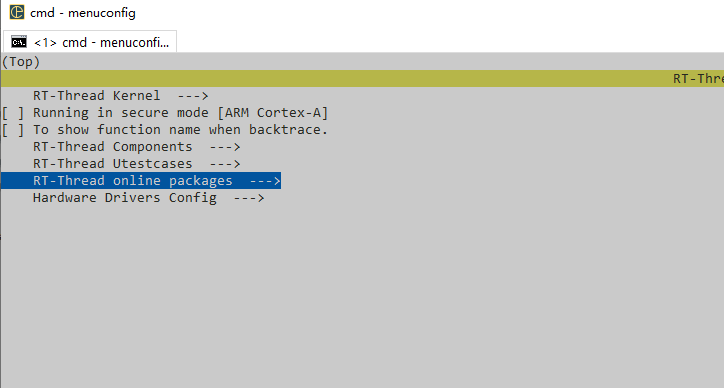 cmd - menuconfig
<1> cmd - menuconfi...
(Top)
RT-Thre
RT-Thread Kernel  --->
[ ] Running in secure mode [ARM Cortex-A]
[ ] To show function name when backtrace.
RT-Thread Components  --->
RT-Thread Utestcases  --->
RT-Thread online packages  --->
Hardware Drivers Config  --->